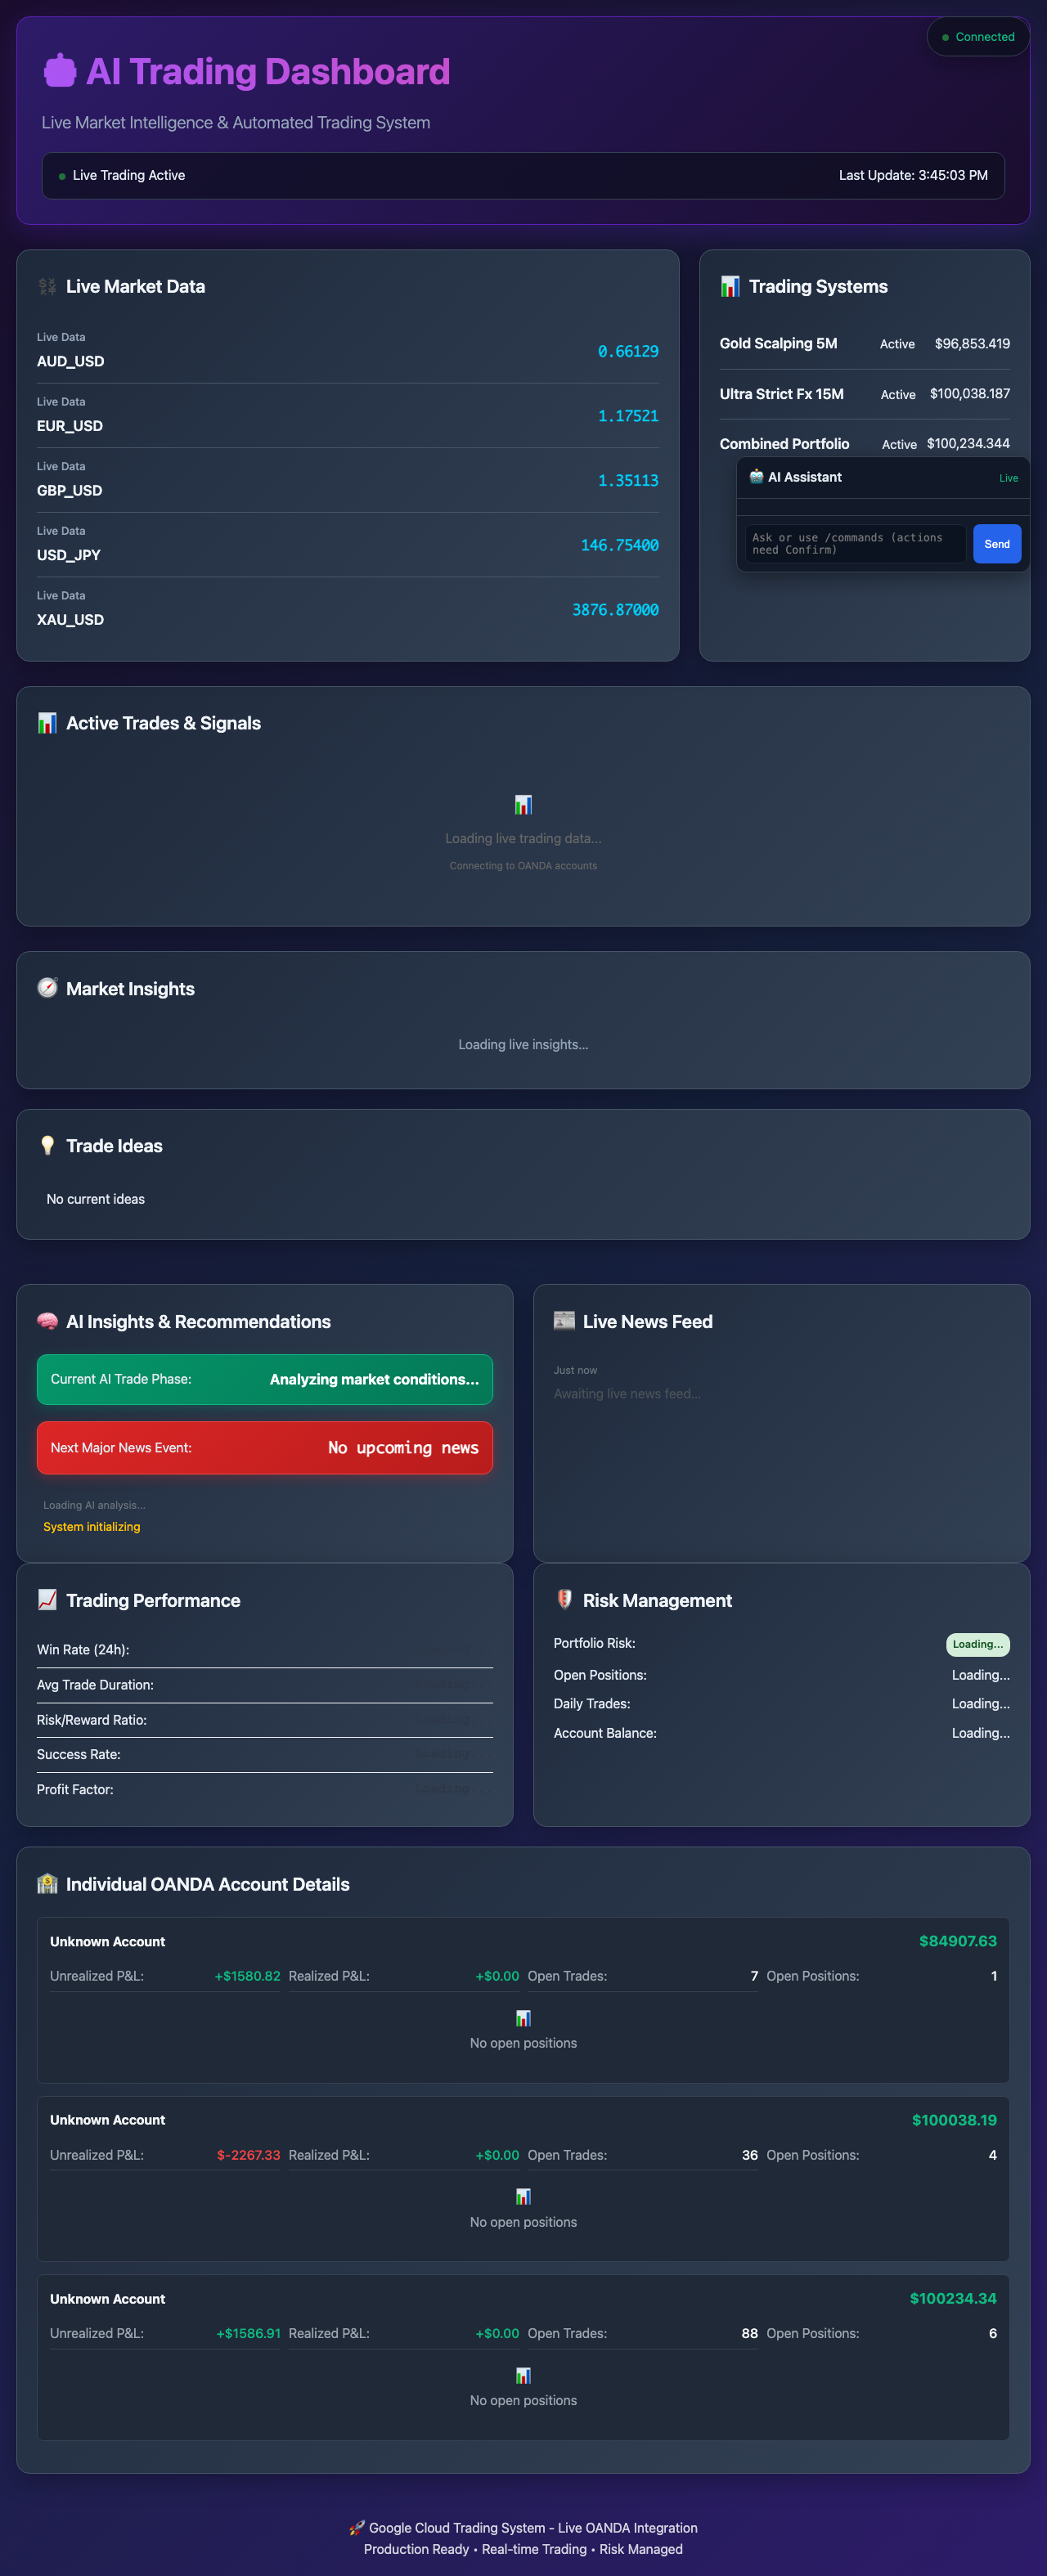 Connected
AI Trading Dashboard
Live Market Intelligence & Automated Trading System
Live Trading Active
Last Update: 3:45:03 PM
Live Market Data
Live Data
AUD_USD
0.66129
Live Data
EUR_USD
1.17521
Live Data
GBP_USD
1.35113
Live Data
USD_JPY
146.75400
Live Data
XAU_USD
3876.87000
Trading Systems
Gold Scalping 5M Active $96,853.419
Ultra Strict Fx 15M Active $100,038.187
Combined Portfolio Active $100,234.344
AI Assistant Live
Ask or use /commands (actions
need Confirm)
Send
Active Trades & Signals
Loading live trading data...
Connecting to OANDA accounts
Market Insights
Loading live insights...
Trade Ideas
No current ideas
AI Insights & Recommendations
Current AI Trade Phase: Analyzing market conditions...
Next Major News Event: No upcoming news
Loading AI analysis...
System initializing
Live News Feed
Just now
Awaiting live news feed...
Trading Performance
Win Rate (24h):
Avg Trade Duration:
Risk/Reward Ratio: Loading...
Success Rate: Loading...
Profit Factor: Loading...
Risk Management
Portfolio Risk: Loading...
Open Positions: Loading...
Daily Trades: Loading...
Account Balance: Loading...
Individual OANDA Account Details
Unknown Account $84907.63
Unrealized P&L: +$1580.82 Realized P&L: +$0.00 Open Trades: 7 Open Positions: 1
No open positions
Unknown Account $100038.19
Unrealized P&L: $-2267.33 Realized P&L: +$0.00 Open Trades: 36 Open Positions: 4
No open positions
Unknown Account $100234.34
Unrealized P&L: +$1586.91 Realized P&L: +$0.00 Open Trades: 88 Open Positions: 6
No open positions
Google Cloud Trading System - Live OANDA Integration
Production Ready • Real-time Trading • Risk Managed